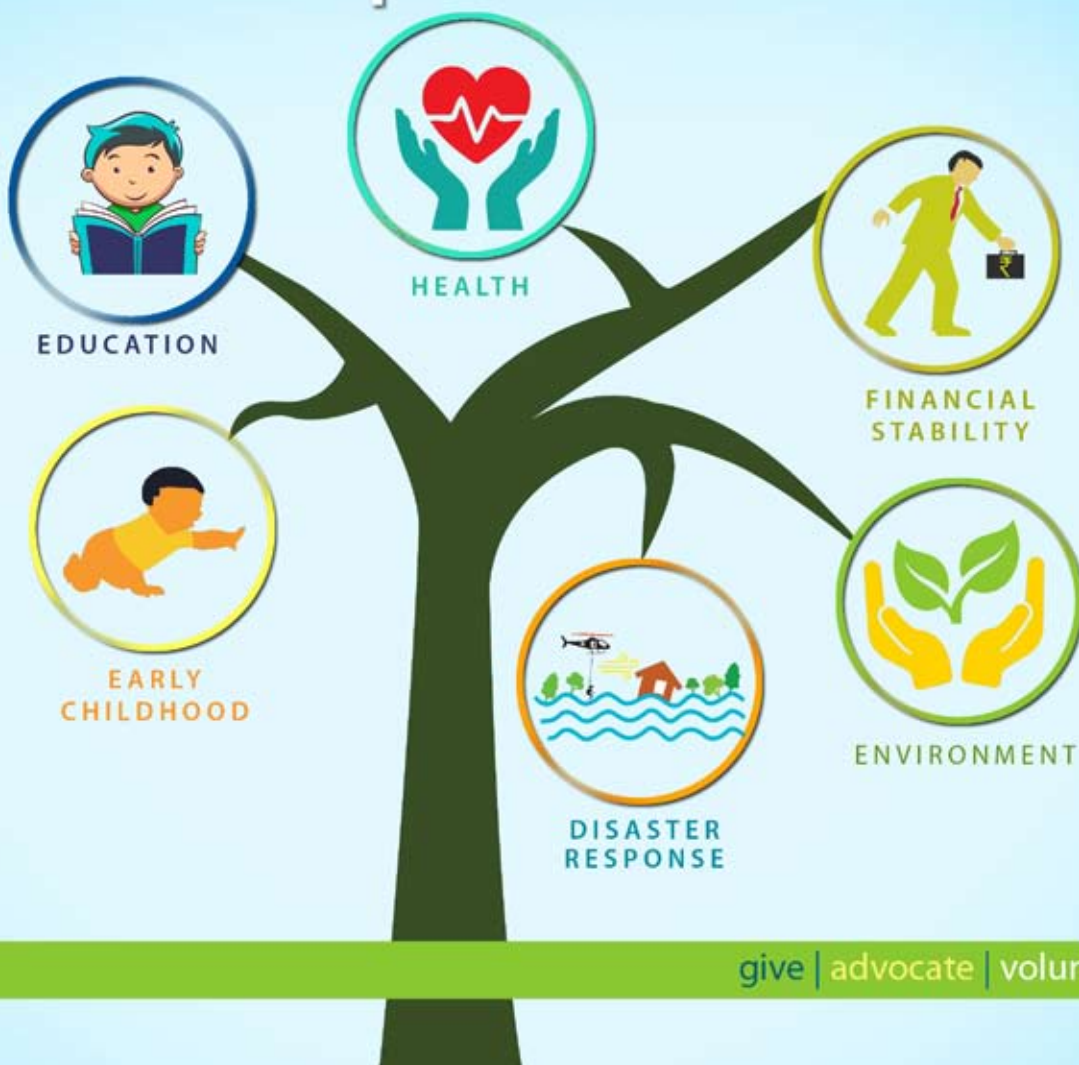 HEALTH
EDUCATION
FINANCIAL
STABILITY
EARLY
CHILDHOOD
ENVIRONMENT
DISASTER
RESPONSE
₹
give | advocate |